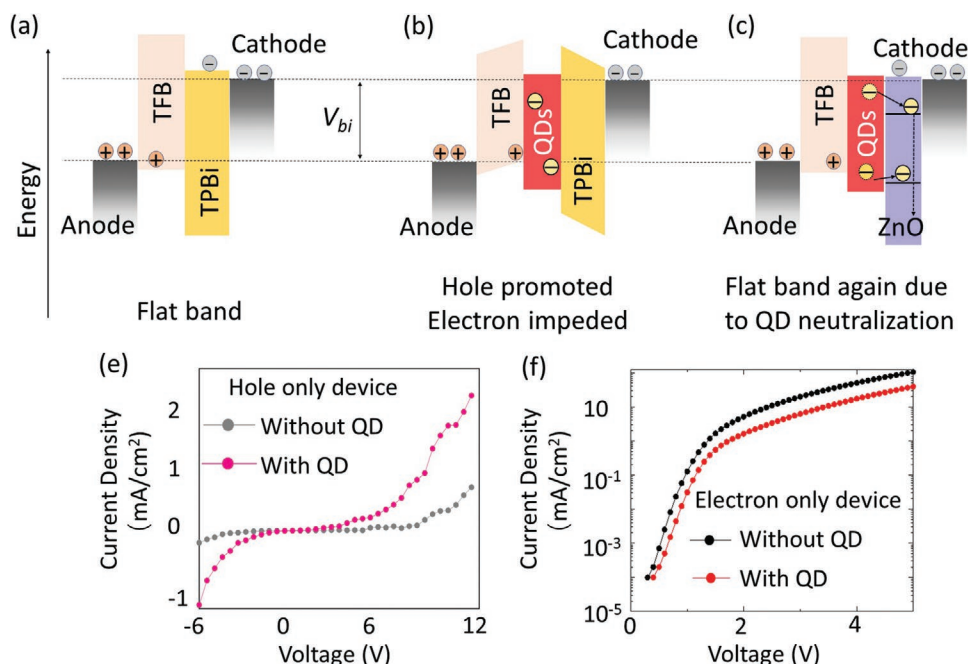 (a)
Energy
Anode
TFB
TPBi
Cathode
V_bi
Flat band
(b)
Anode
TFB
QDs
TPBi
Cathode
Hole promoted
Electron impeded
(c)
Anode
TFB
QDs
ZnO
Cathode
Flat band again due
to QD neutralization
(e)
Hole only device
Without QD
With QD
Current Density
(mA/cm²)
2
1
0
-1
-6
0
6
12
Voltage (V)
(f)
Electron only device
Without QD
With QD
Current Density
(mA/cm²)
10
10⁻¹
10⁻³
10⁻⁵
0
2
4
Voltage (V)